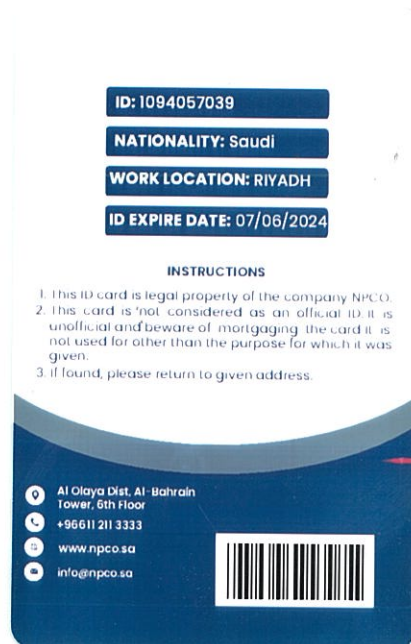 ID: 1094057039
NATIONALITY: Saudi
WORK LOCATION: RIYADH
ID EXPIRE DATE: 07/06/2024
INSTRUCTIONS
1. This ID card is legal property of the company NPCO.
2. This card is not considered as an official ID. It is
unofficial and beware of mortgaging the card it is
not used for other than the purpose for which it was
given.
3. If found, please return to given address.
Al Olaya Dist, Al-Bahrain
Tower, 6th Floor
+96611 211 3333
www.npco.sa
info@npco.sa